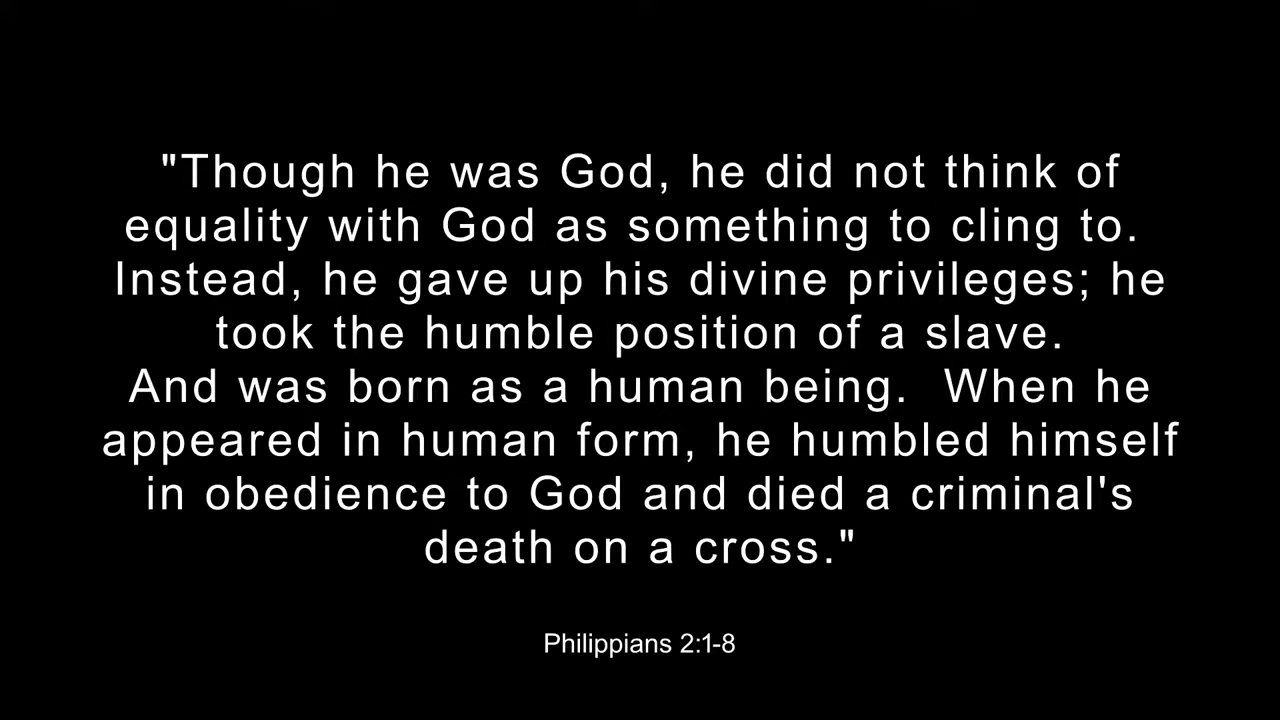 "Though he was God, he did not think of
equality with God as something to cling to.
Instead, he gave up his divine privileges; he
took the humble position of a slave.
And was born as a human being.  When he
appeared in human form, he humbled himself
in obedience to God and died a criminal's
death on a cross."
Philippians 2:1-8